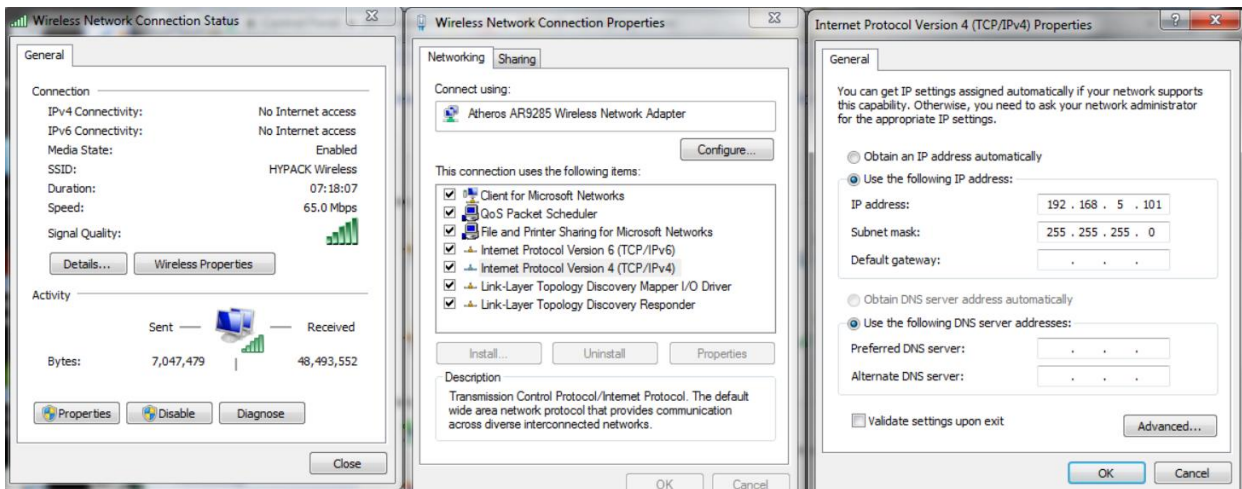 Wireless Network Connection Status
General
Connection
IPv4 Connectivity: No Internet access
IPv6 Connectivity: No Internet access
Media State: Enabled
SSID: HYPACK Wireless
Duration: 07:18:07
Speed: 65.0 Mbps
Signal Quality:
Details... Wireless Properties
Activity
Sent Received
Bytes: 7,047,479 48,493,552
Properties Disable Diagnose
Close
Wireless Network Connection Properties
Networking Sharing
Connect using:
Atheros AR9285 Wireless Network Adapter
Configure...
This connection uses the following items:
Client for Microsoft Networks
QoS Packet Scheduler
File and Printer Sharing for Microsoft Networks
Internet Protocol Version 6 (TCP/IPv6)
Internet Protocol Version 4 (TCP/IPv4)
Link-Layer Topology Discovery Mapper I/O Driver
Link-Layer Topology Discovery Responder
Install... Uninstall Properties
Description
Transmission Control Protocol/Internet Protocol. The default
wide area network protocol that provides communication
across diverse interconnected networks.
OK Cancel
Internet Protocol Version 4 (TCP/IPv4) Properties
General
You can get IP settings assigned automatically if your network supports
this capability. Otherwise, you need to ask your network administrator
for the appropriate IP settings.
Obtain an IP address automatically
Use the following IP address:
IP address: 192 . 168 . 5 . 101
Subnet mask: 255 . 255 . 255 . 0
Default gateway: . . .
Obtain DNS server address automatically
Use the following DNS server addresses:
Preferred DNS server: . . .
Alternate DNS server: . . .
Validate settings upon exit
Advanced...
OK Cancel